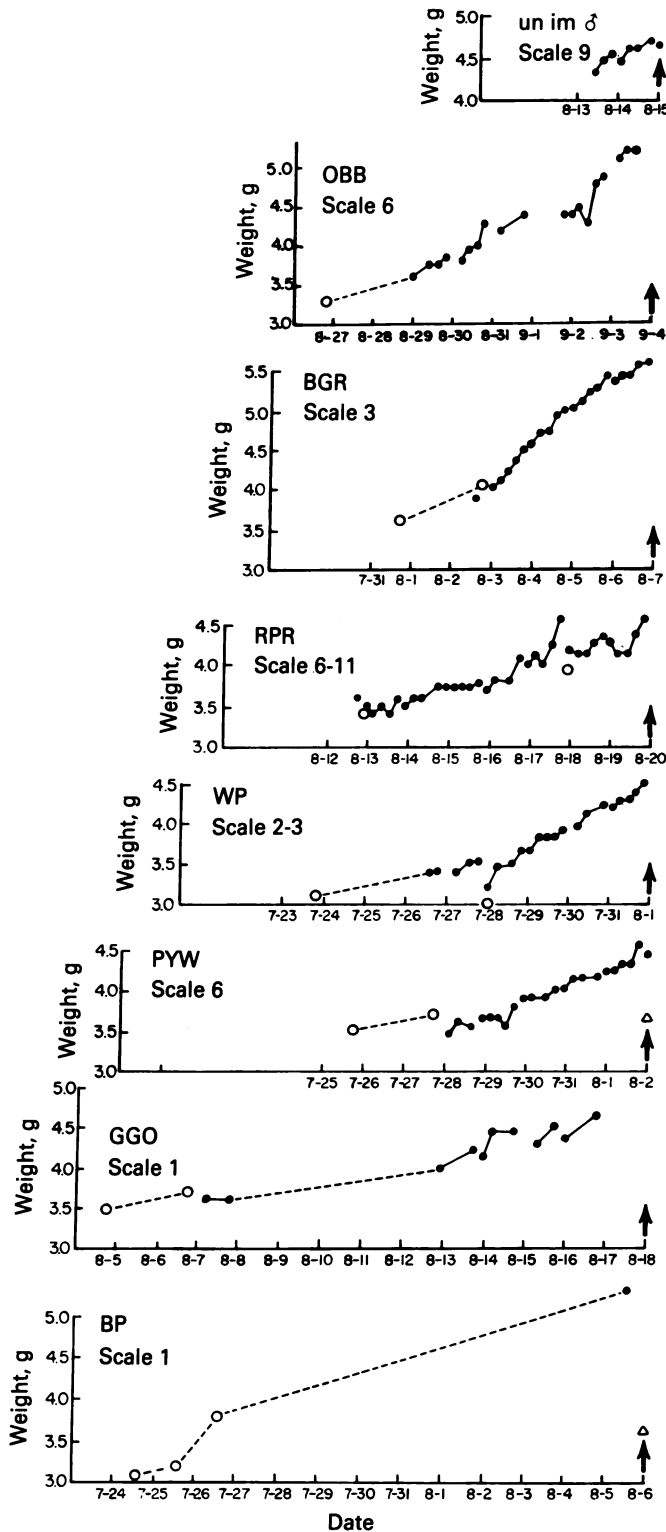 un im ♂
Scale 9
Weight, g
5.0
4.5
4.0
8-13 8-14 8-15
OBB
Scale 6
Weight, g
5.0
4.5
4.0
3.5
3.0
8-27 8-28 8-29 8-30 8-31 9-1 9-2 9-3 9-4
BGR
Scale 3
Weight, g
5.5
5.0
4.5
4.0
3.5
3.0
7-31 8-1 8-2 8-3 8-4 8-5 8-6 8-7
RPR
Scale 6-11
Weight, g
4.5
4.0
3.5
3.0
8-12 8-13 8-14 8-15 8-16 8-17 8-18 8-19 8-20
WP
Scale 2-3
Weight, g
4.5
4.0
3.5
3.0
7-23 7-24 7-25 7-26 7-27 7-28 7-29 7-30 7-31 8-1
PYW
Scale 6
Weight, g
4.5
4.0
3.5
3.0
7-25 7-26 7-27 7-28 7-29 7-30 7-31 8-1 8-2
GGO
Scale 1
Weight, g
5.0
4.5
4.0
3.5
3.0
8-5 8-6 8-7 8-8 8-9 8-10 8-11 8-12 8-13 8-14 8-15 8-16 8-17 8-18
BP
Scale 1
Weight, g
5.0
4.5
4.0
3.5
3.0
7-24 7-25 7-26 7-27 7-28 7-29 7-30 7-31 8-1 8-2 8-3 8-4 8-5 8-6
Date